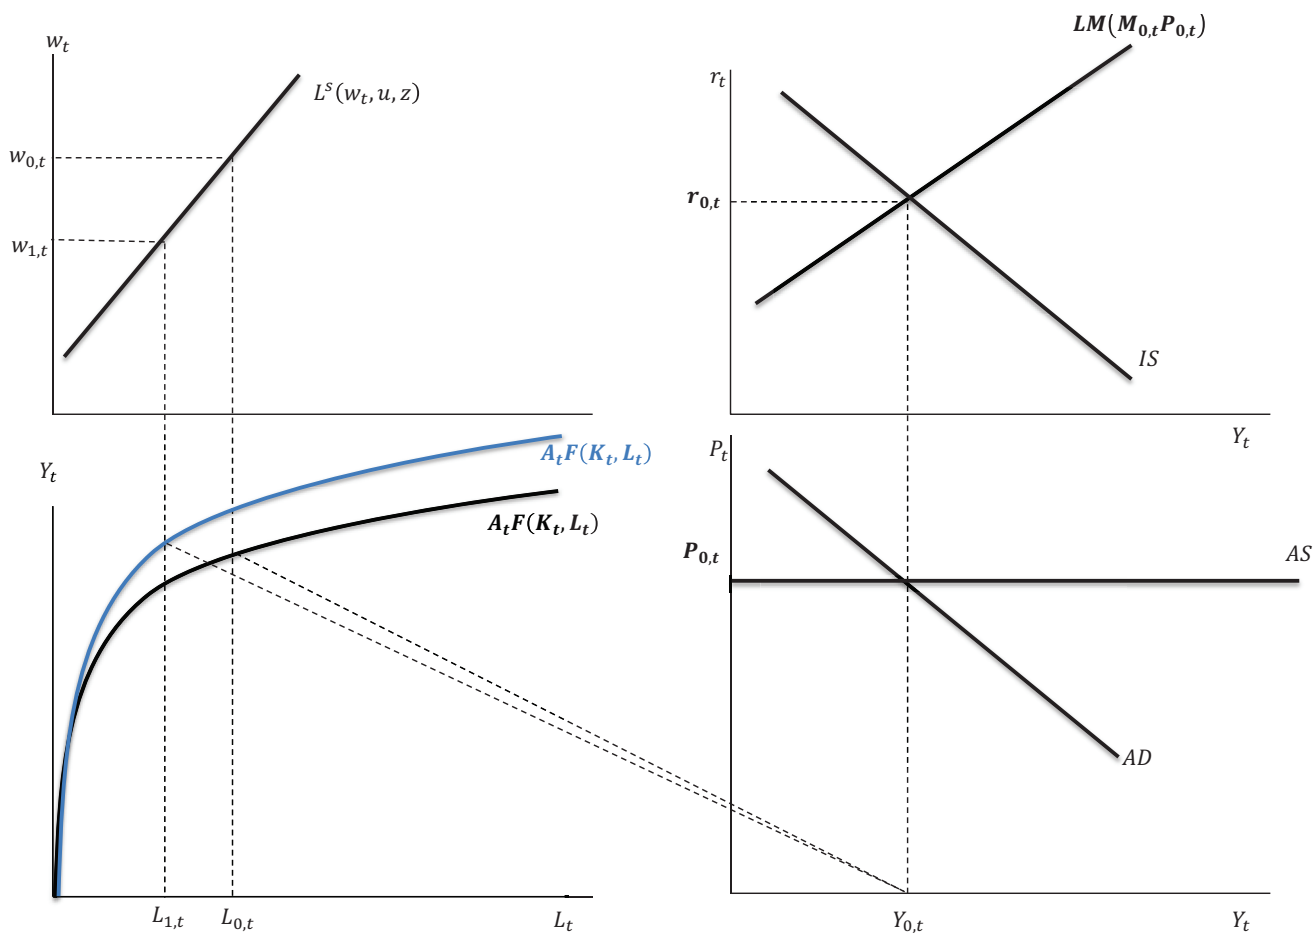 w_t
L^s(w_t, u, z)
w_{0,t}
w_{1,t}
LM(M_{0,t}P_{0,t})
r_t
r_{0,t}
IS
Y_t
Y_t
A_tF(K_t, L_t)
A_tF(K_t, L_t)
L_{1,t}
L_{0,t}
L_t
P_t
P_{0,t}
AS
AD
Y_{0,t}
Y_t